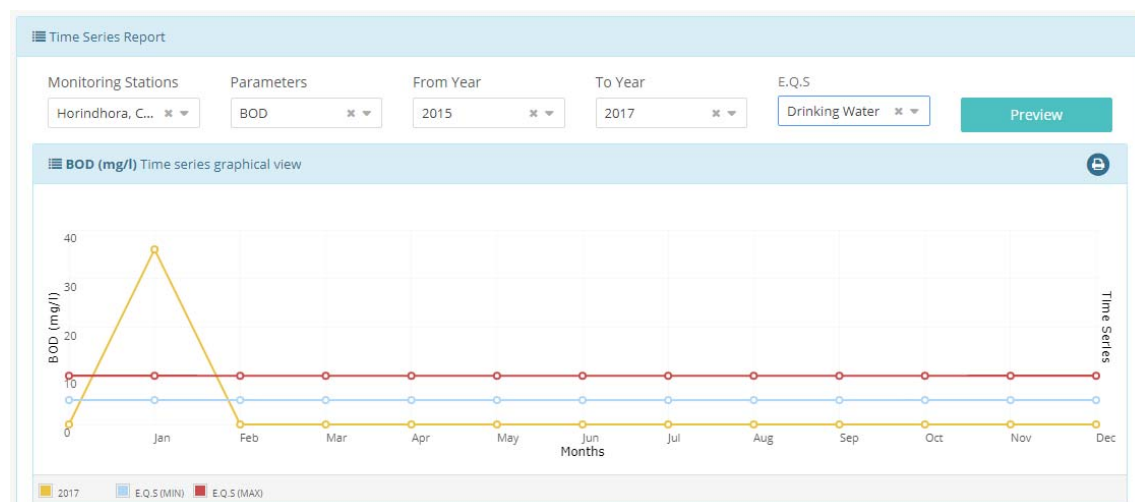 Time Series Report
Monitoring Stations Parameters From Year To Year E.Q.S
Horindhora, C... BOD 2015 2017 Drinking Water Preview
BOD (mg/l) Time series graphical view
40
30
20
10
0
BOD (mg/l)
Time Series
Jan Feb Mar Apr May Jun Jul Aug Sep Oct Nov Dec
Months
2017 E.Q.S (MIN) E.Q.S (MAX)